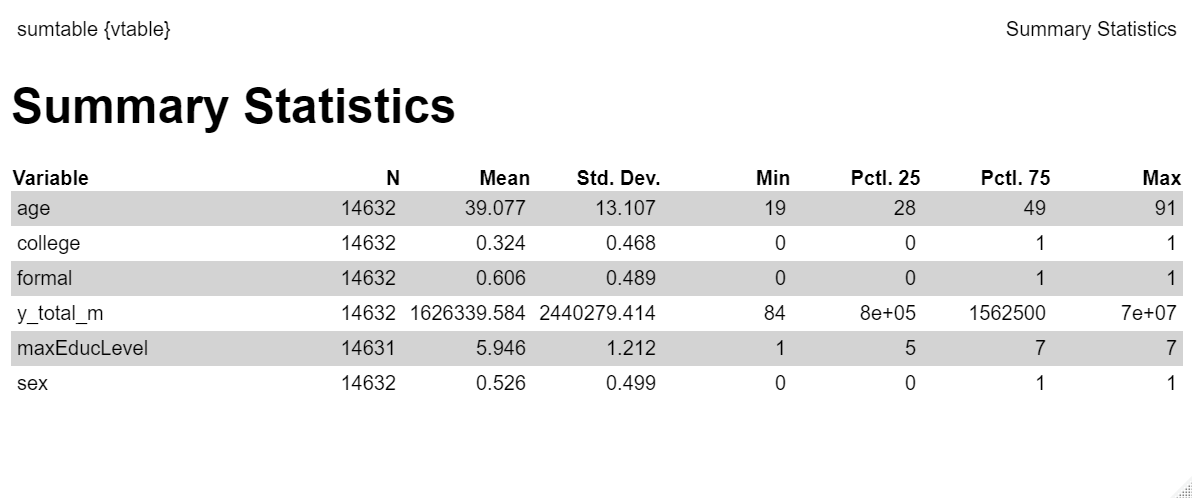 sumtable {vtable} Summary Statistics
Summary Statistics
Variable N Mean Std. Dev. Min Pctl. 25 Pctl. 75 Max
age 14632 39.077 13.107 19 28 49 91
college 14632 0.324 0.468 0 0 1 1
formal 14632 0.606 0.489 0 0 1 1
y_total_m 14632 1626339.584 2440279.414 84 8e+05 1562500 7e+07
maxEducLevel 14631 5.946 1.212 1 5 7 7
sex 14632 0.526 0.499 0 0 1 1